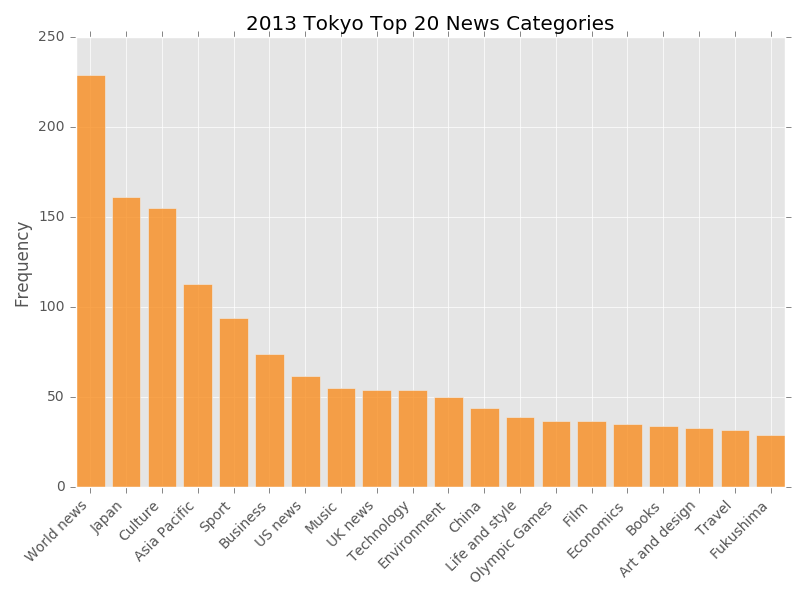 2013 Tokyo Top 20 News Categories
250
200
150
100
50
0
Frequency
World news
Japan
Culture
Asia Pacific
Sport
Business
US news
Music
UK news
Technology
Environment
China
Life and style
Olympic Games
Film
Economics
Books
Art and design
Travel
Fukushima